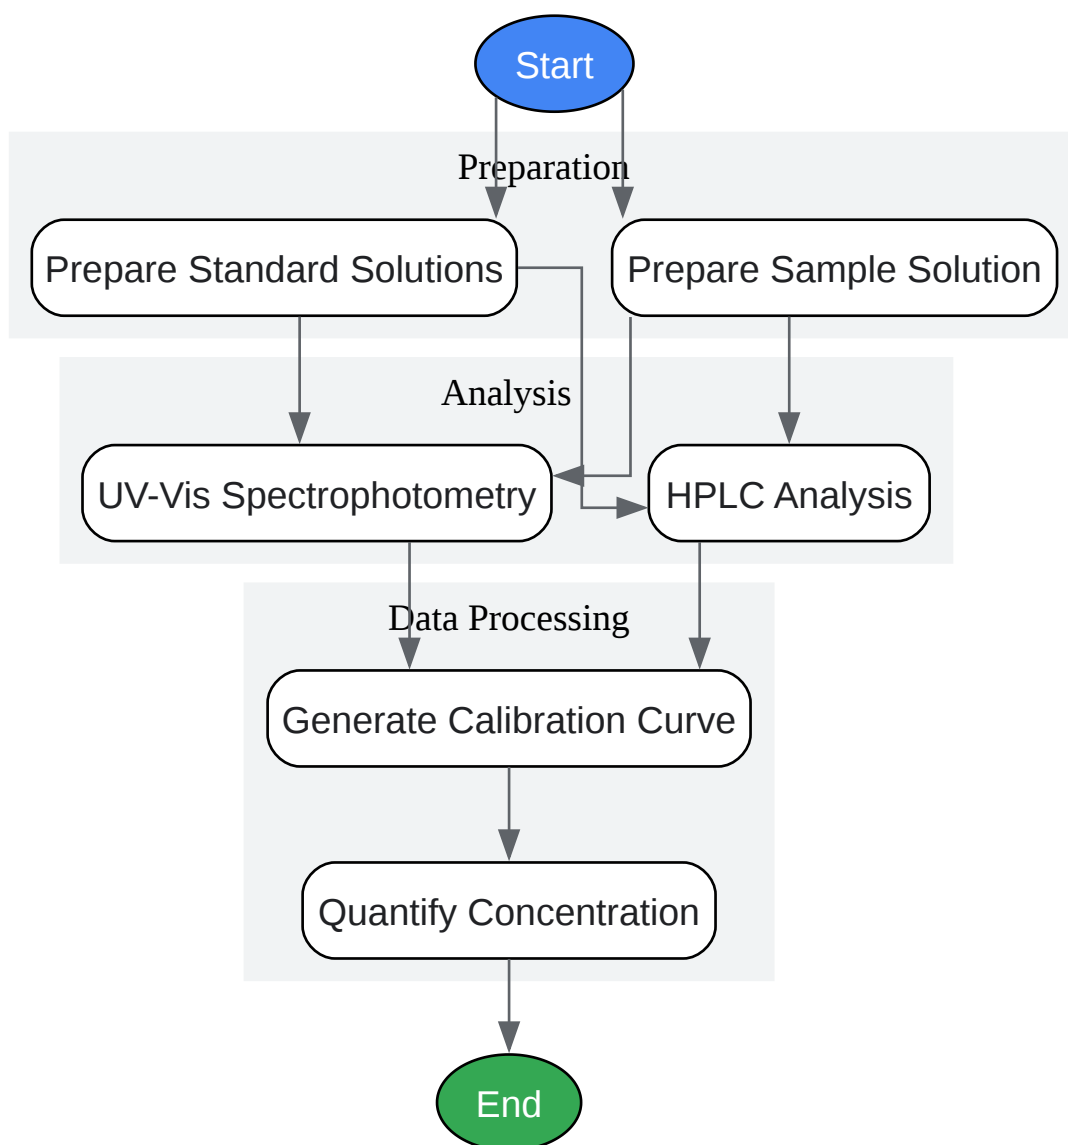 Start
Preparation
Prepare Standard Solutions
Prepare Sample Solution
Analysis
UV-Vis Spectrophotometry
HPLC Analysis
Data Processing
Generate Calibration Curve
Quantify Concentration
End